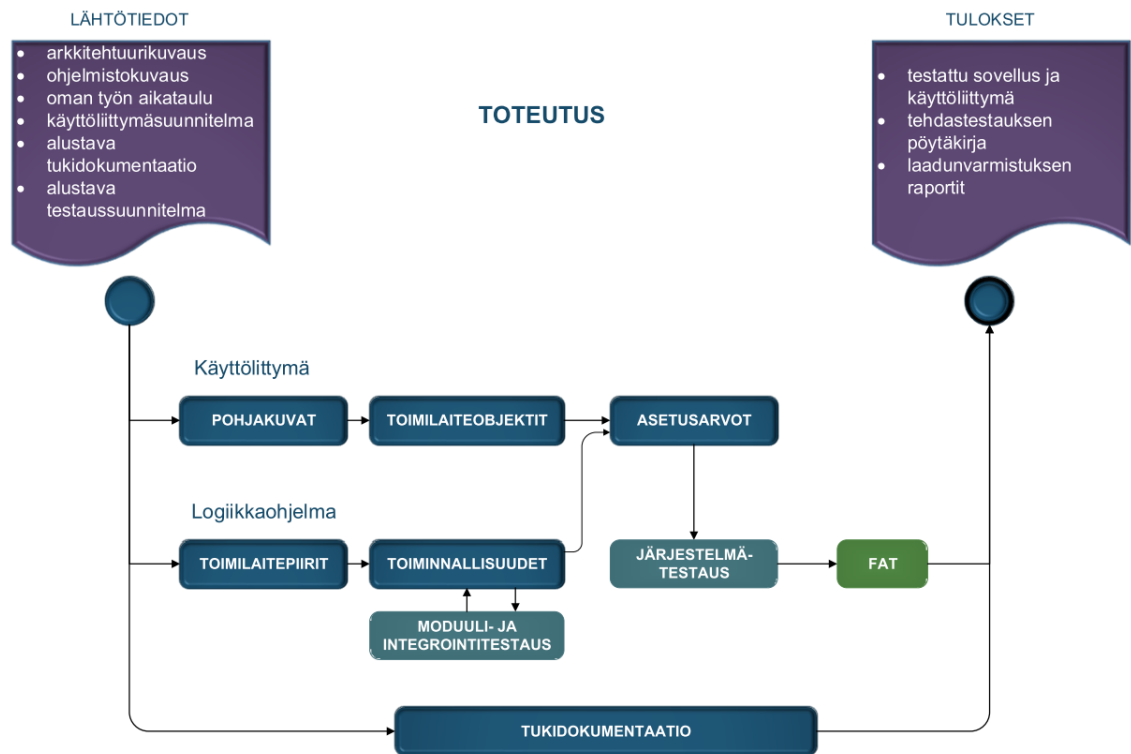 LÄHTÖTIEDOT
• arkkitehtuurikuvaus
• ohjelmistokuvaus
• oman työn aikataulu
• käyttöliittymäsuunnitelma
• alustava
tukidokumentaatio
• alustava
testaussuunnitelma
TOTEUTUS
TULOKSET
• testattu sovellus ja
käyttöliittymä
• tehdastestauksen
pöytäkirja
• laadunvarmistuksen
raportit
Käyttölittymä
POHJAKUVAT
TOIMILAITEOBJEKTIT
ASETUSARVOT
Logiikkaohjelma
TOIMILAITEPIIRIT
TOIMINNALLISUUDET
JÄRJESTELMÄ-
TESTAUS
FAT
MODUULI- JA
INTEGROINTITESTAUS
TUKIDOKUMENTAATIO